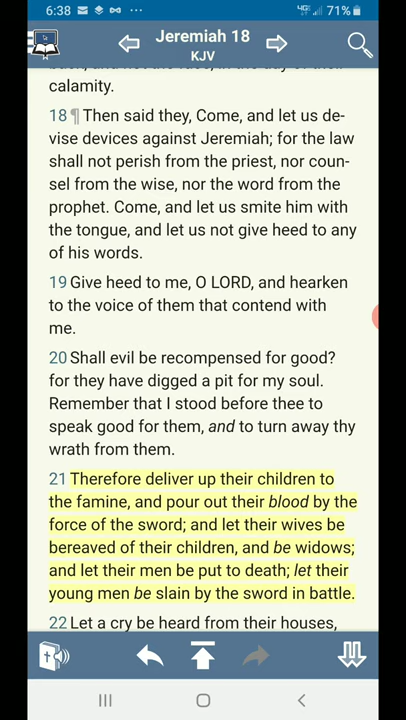 6:38 ... 4G 71%
Jeremiah 18
KJV
calamity.
18 ¶ Then said they, Come, and let us de-
vise devices against Jeremiah; for the law
shall not perish from the priest, nor coun-
sel from the wise, nor the word from the
prophet. Come, and let us smite him with
the tongue, and let us not give heed to any
of his words.
19 Give heed to me, O LORD, and hearken
to the voice of them that contend with
me.
20 Shall evil be recompensed for good?
for they have digged a pit for my soul.
Remember that I stood before thee to
speak good for them, and to turn away thy
wrath from them.
21 Therefore deliver up their children to
the famine, and pour out their blood by the
force of the sword; and let their wives be
bereaved of their children, and be widows;
and let their men be put to death; let their
young men be slain by the sword in battle.
22 Let a cry be heard from their houses,